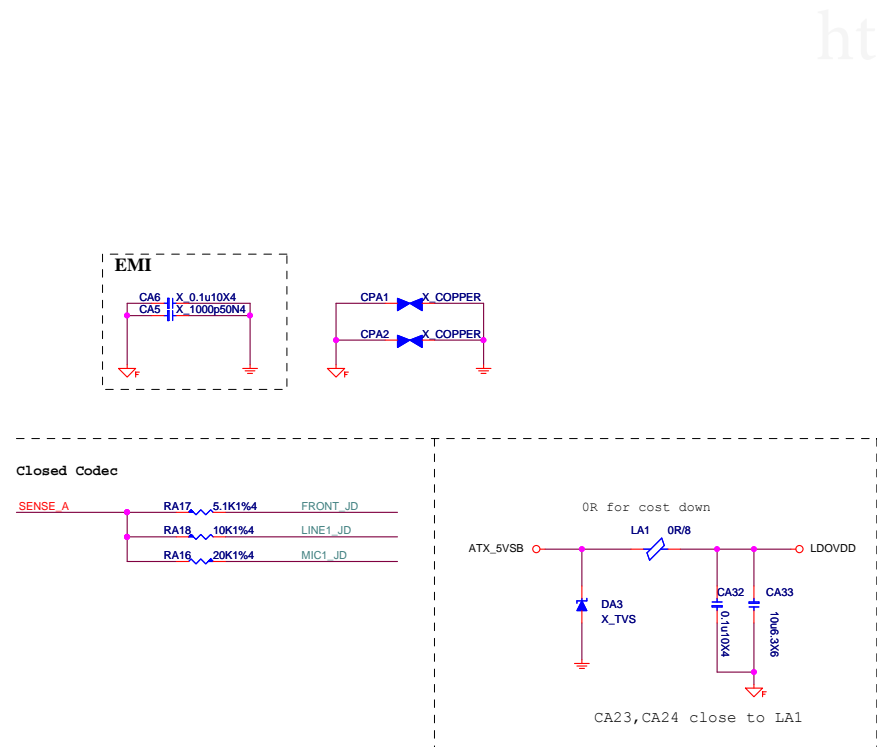 ht
EMI
CA6 X_0.1u10X4
CA5 X_1000p50N4
F
CPA1 X_COPPER
CPA2 X_COPPER
F
Closed Codec
SENSE_A
RA17 5.1K1%4 FRONT_JD
RA18 10K1%4 LINE1_JD
RA16 20K1%4 MIC1_JD
0R for cost down
LA1 0R/8
ATX_5VSB
LDOVDD
DA3
X_TVS
CA32
0.1u10X4
CA33
10u6.3X6
F
CA23,CA24 close to LA1